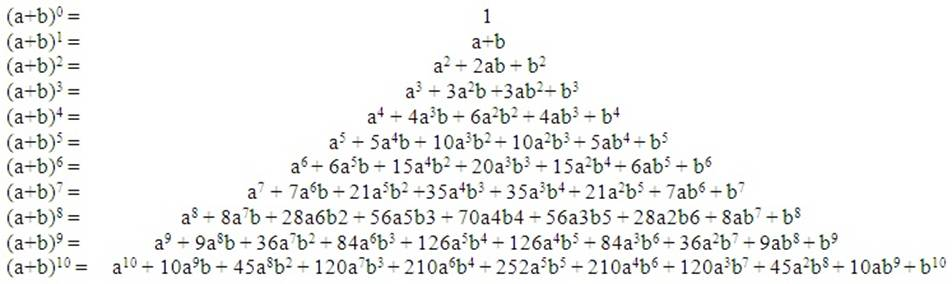 (a+b)⁰ = 1
(a+b)¹ = a+b
(a+b)² = a² + 2ab + b²
(a+b)³ = a³ + 3a²b +3ab²+ b³
(a+b)⁴ = a⁴ + 4a³b + 6a²b² + 4ab³ + b⁴
(a+b)⁵ = a⁵ + 5a⁴b + 10a³b² + 10a²b³ + 5ab⁴ + b⁵
(a+b)⁶ = a⁶ + 6a⁵b + 15a⁴b² + 20a³b³ + 15a²b⁴ + 6ab⁵ + b⁶
(a+b)⁷ = a⁷ + 7a⁶b + 21a⁵b² +35a⁴b³ + 35a³b⁴ + 21a²b⁵ + 7ab⁶ + b⁷
(a+b)⁸ = a⁸ + 8a⁷b + 28a6b2 + 56a5b3 + 70a4b4 + 56a3b5 + 28a2b6 + 8ab⁷ + b⁸
(a+b)⁹ = a⁹ + 9a⁸b + 36a⁷b² + 84a⁶b³ + 126a⁵b⁴ + 126a⁴b⁵ + 84a³b⁶ + 36a²b⁷ + 9ab⁸ + b⁹
(a+b)¹⁰ = a¹⁰ + 10a⁹b + 45a⁸b² + 120a⁷b³ + 210a⁶b⁴ + 252a⁵b⁵ + 210a⁴b⁶ + 120a³b⁷ + 45a²b⁸ + 10ab⁹ + b¹⁰